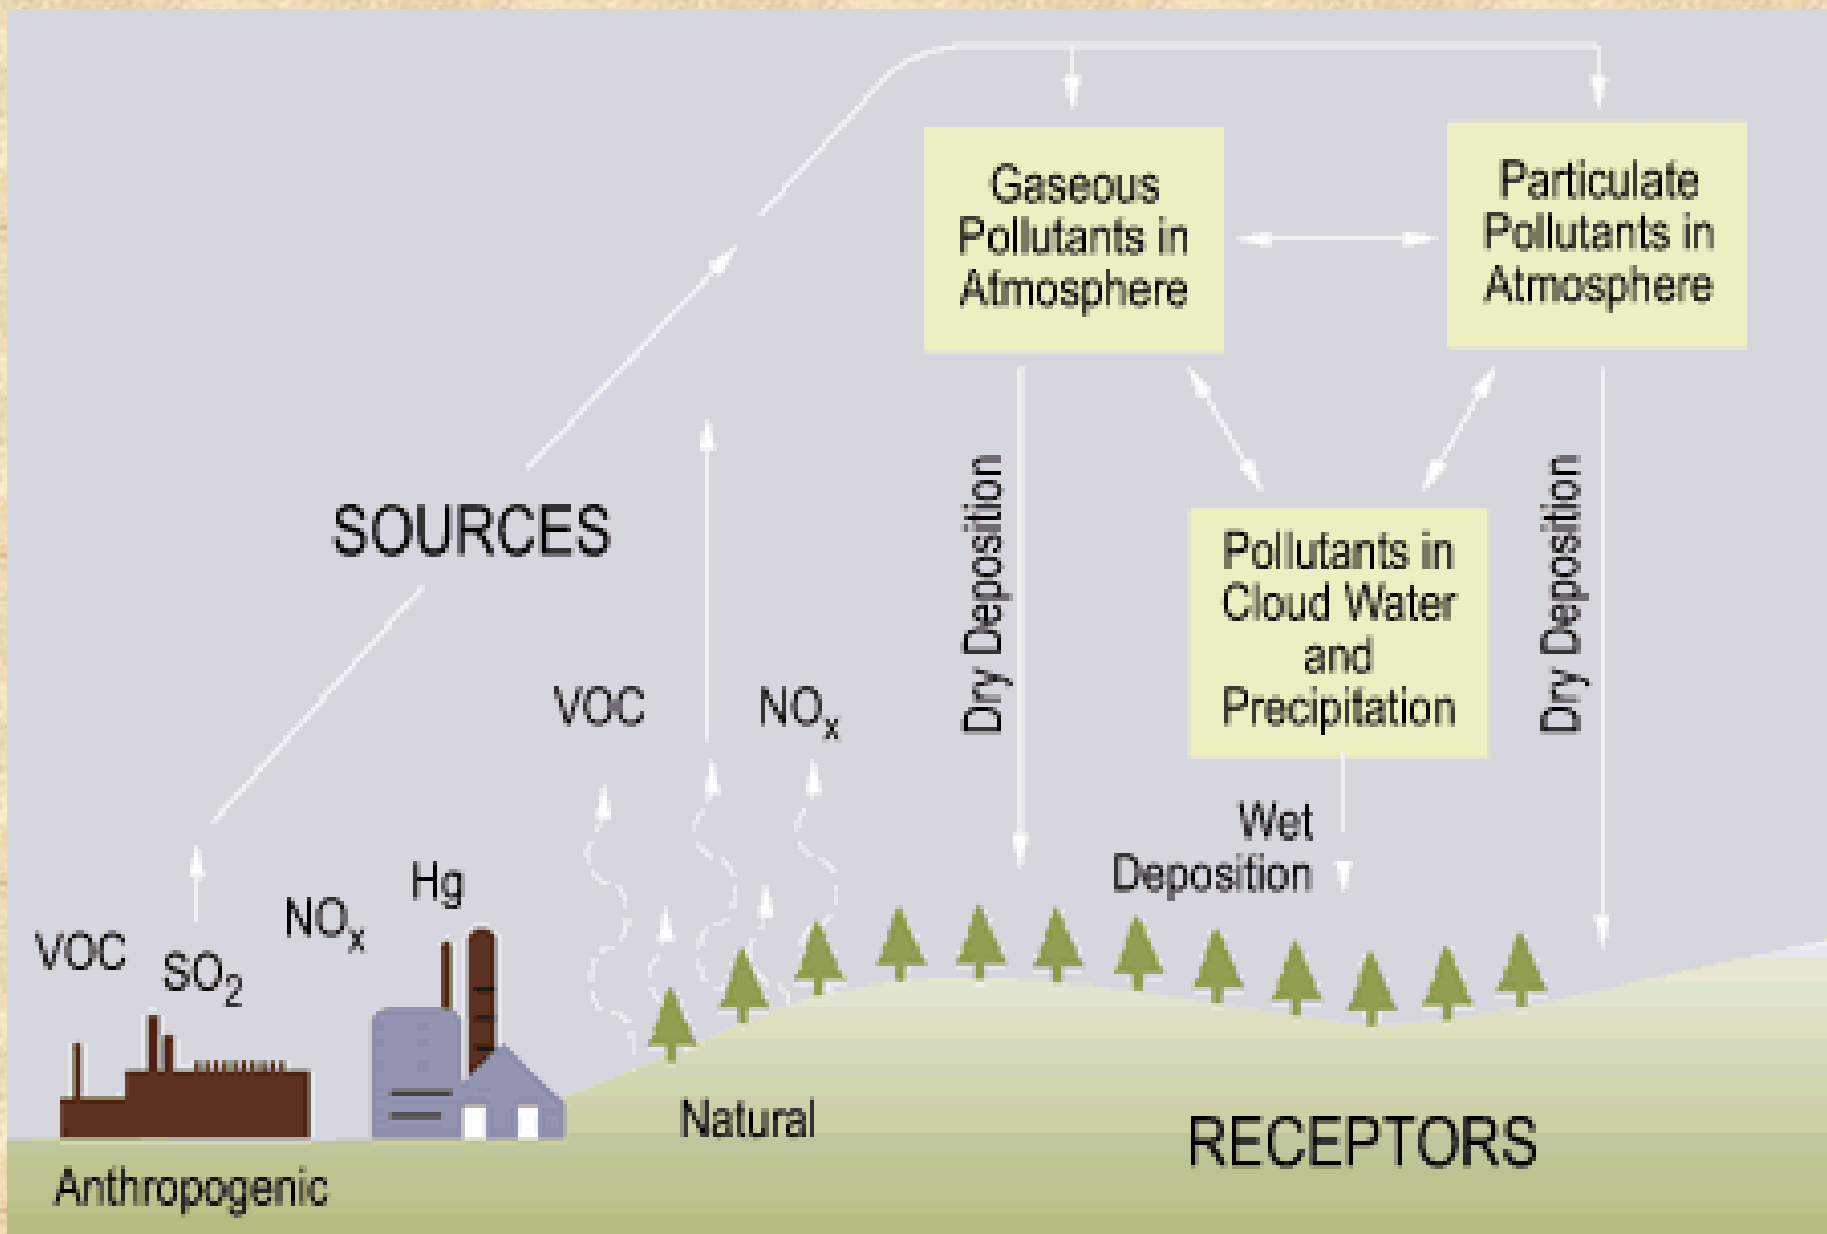 Gaseous
Pollutants in
Atmosphere
Particulate
Pollutants in
Atmosphere
SOURCES
Dry Deposition
Pollutants in
Cloud Water
and
Precipitation
Dry Deposition
VOC
NOx
Wet
Deposition
Hg
NOx
VOC
SO2
Natural
RECEPTORS
Anthropogenic